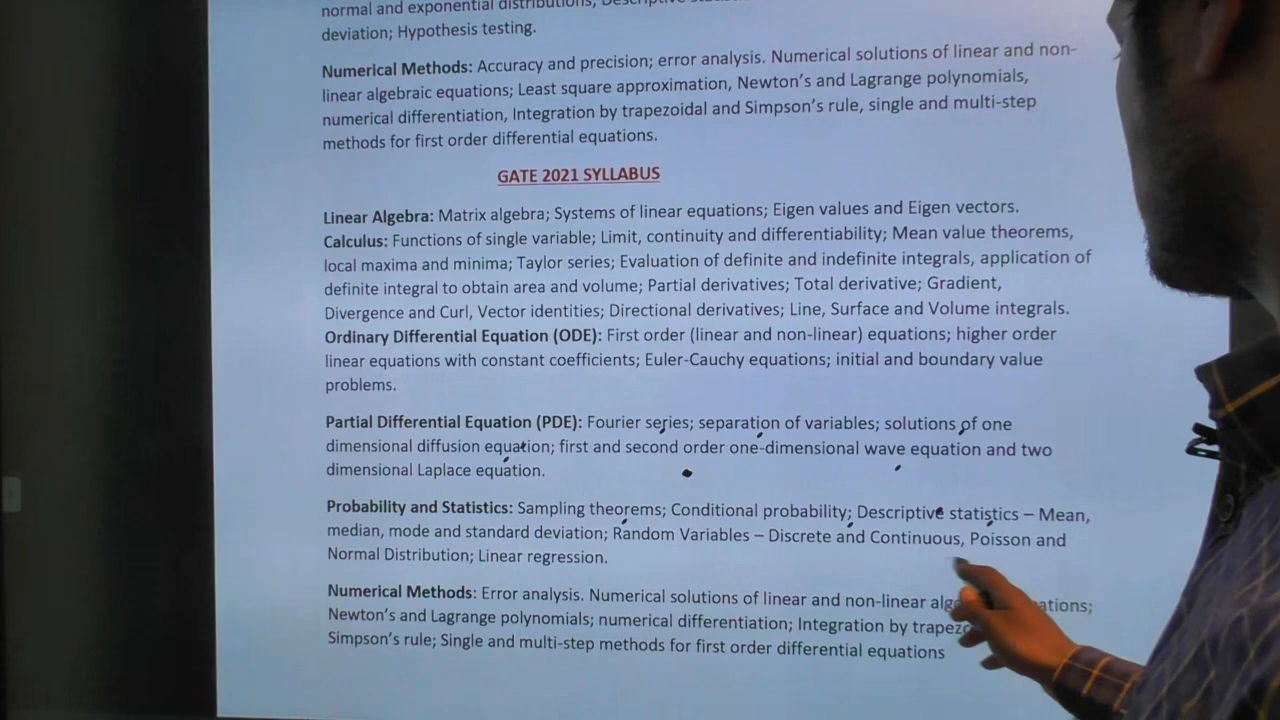 normal and exponential distributions; Descriptive
deviation; Hypothesis testing.
Numerical Methods: Accuracy and precision; error analysis. Numerical solutions of linear and non-
linear algebraic equations; Least square approximation, Newton's and Lagrange polynomials,
numerical differentiation, Integration by trapezoidal and Simpson's rule, single and multi-step
methods for first order differential equations.
GATE 2021 SYLLABUS
Linear Algebra: Matrix algebra; Systems of linear equations; Eigen values and Eigen vectors.
Calculus: Functions of single variable; Limit, continuity and differentiability; Mean value theorems,
local maxima and minima; Taylor series; Evaluation of definite and indefinite integrals, application of
definite integral to obtain area and volume; Partial derivatives; Total derivative; Gradient,
Divergence and Curl, Vector identities; Directional derivatives; Line, Surface and Volume integrals.
Ordinary Differential Equation (ODE): First order (linear and non-linear) equations; higher order
linear equations with constant coefficients; Euler-Cauchy equations; initial and boundary value
problems.
Partial Differential Equation (PDE): Fourier series; separation of variables; solutions of one
dimensional diffusion equation; first and second order one-dimensional wave equation and two
dimensional Laplace equation.
Probability and Statistics: Sampling theorems; Conditional probability; Descriptive statistics – Mean,
median, mode and standard deviation; Random Variables – Discrete and Continuous, Poisson and
Normal Distribution; Linear regression.
Numerical Methods: Error analysis. Numerical solutions of linear and non-linear
Newton's and Lagrange polynomials; numerical differentiation; Integration by
Simpson's rule; Single and multi-step methods for first order differential equations